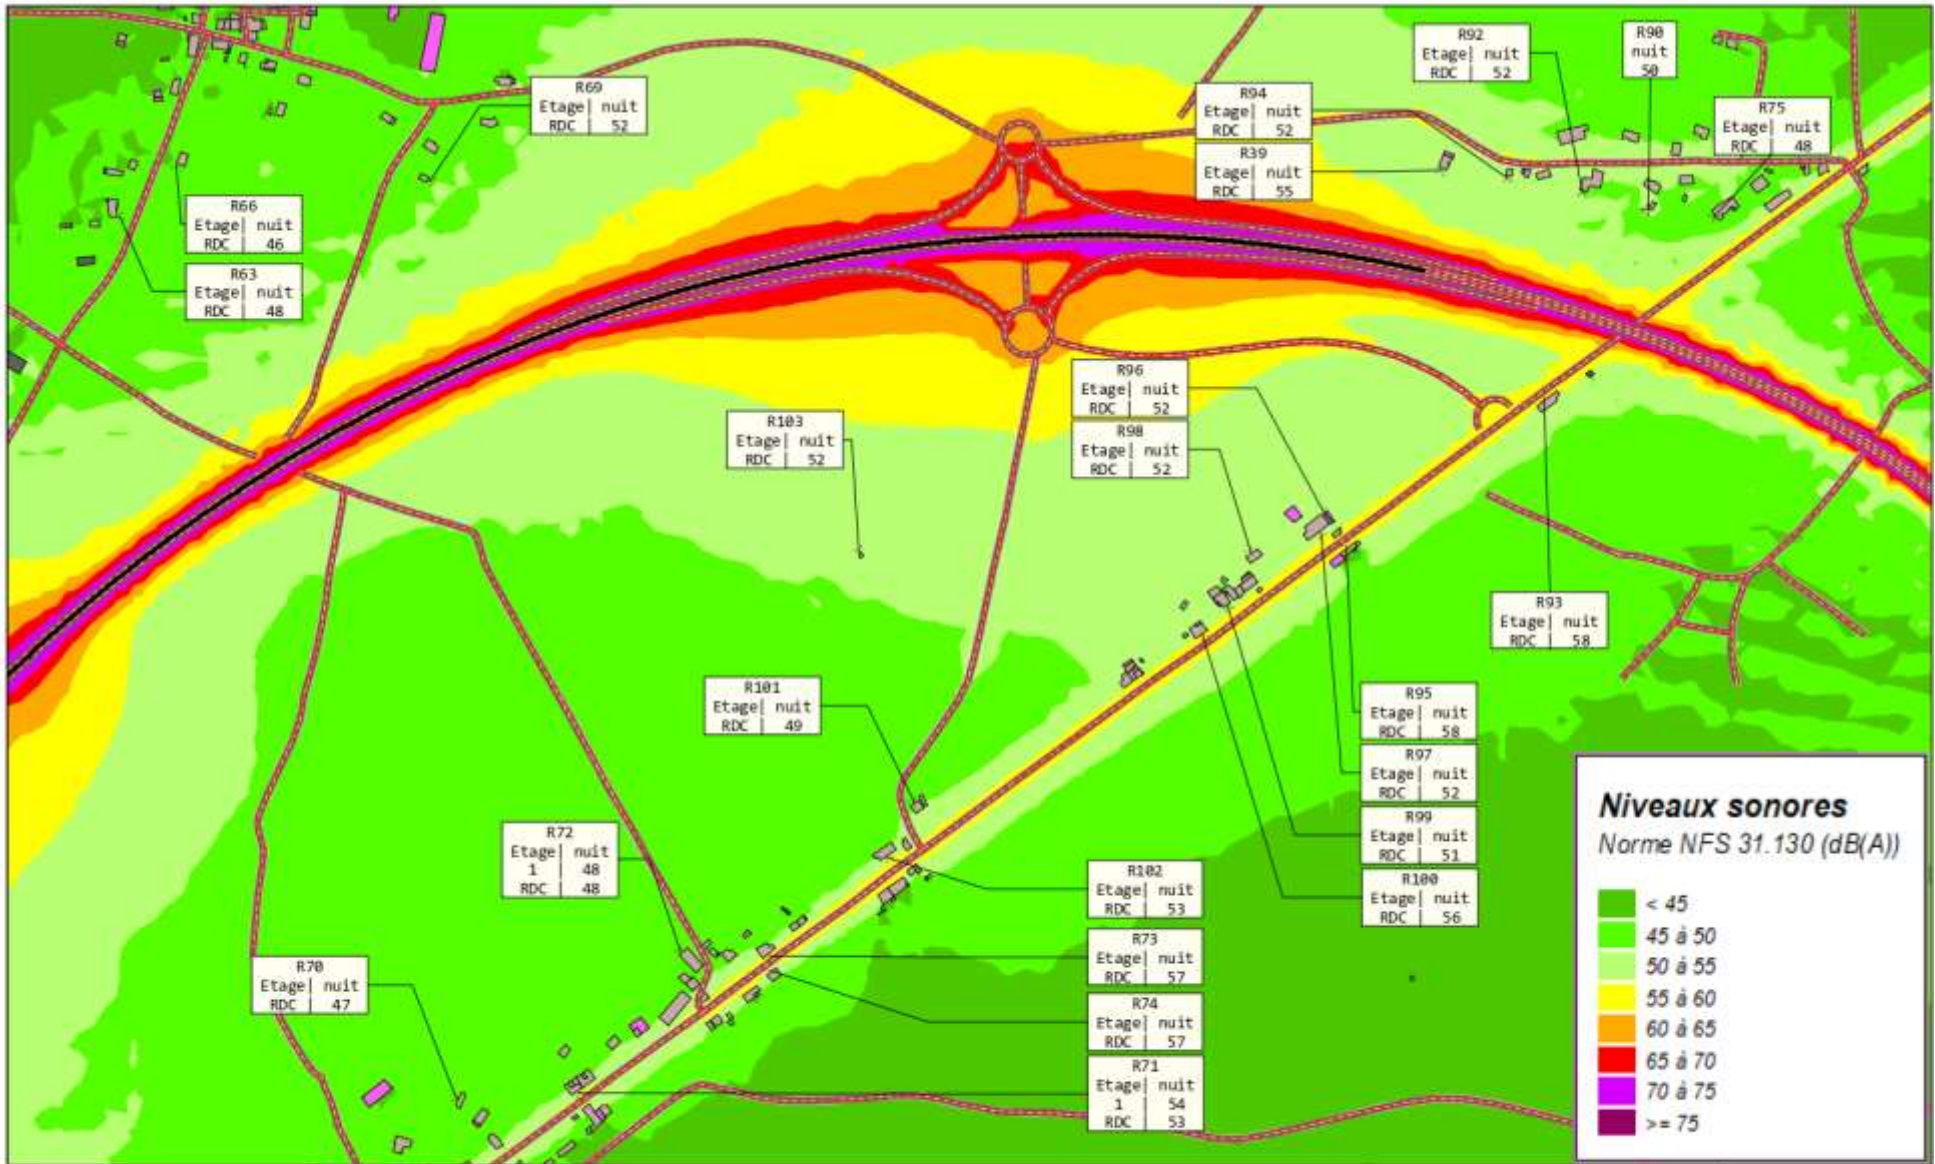 R92
Etage| nuit
RDC | 52
R90
nuit
50
R69
Etage| nuit
RDC | 52
R94
Etage| nuit
RDC | 52
R75
Etage| nuit
RDC | 48
R39
Etage| nuit
RDC | 55
R66
Etage| nuit
RDC | 46
R63
Etage| nuit
RDC | 48
R96
Etage| nuit
RDC | 52
R103
Etage| nuit
RDC | 52
R98
Etage| nuit
RDC | 52
R93
Etage| nuit
RDC | 58
R101
Etage| nuit
RDC | 49
R95
Etage| nuit
RDC | 58
R97
Etage| nuit
RDC | 52
R99
Etage| nuit
RDC | 51
R72
Etage| nuit
1 | 48
RDC | 48
R102
Etage| nuit
RDC | 53
R100
Etage| nuit
RDC | 56
R73
Etage| nuit
RDC | 57
R70
Etage| nuit
RDC | 47
R74
Etage| nuit
RDC | 57
R71
Etage| nuit
1 | 54
RDC | 53
Niveaux sonores
Norme NFS 31.130 (dB(A))
< 45
45 à 50
50 à 55
55 à 60
60 à 65
65 à 70
70 à 75
>= 75